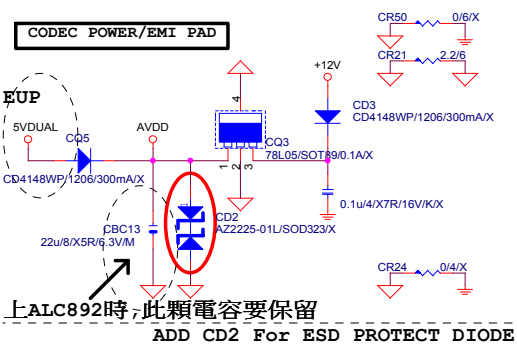 CODEC POWER/EMI PAD
CR50 0/6/X
CR21 2.2/6
+12V
EUP
5VDUAL
CQ5
AVDD
4
CD3
CD4148WP/1206/300mA/X
CQ3
78L05/SOT89/0.1A/X
1 2 3
CD4148WP/1206/300mA/X
0.1u/4/X7R/16V/K/X
CBC13
22u/8/X5R/6.3V/M
CD2
AZ2225-01L/SOD323/X
CR24 0/4/X
上ALC892時,此顆電容要保留
ADD CD2 For ESD PROTECT DIODE